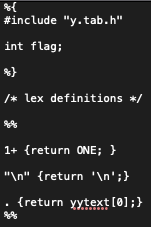 %{
#include "y.tab.h"
int flag;
%}
/* lex definitions */
%%
1+ {return ONE; }
"\n" {return '\n';}
. {return yytext[0];}
%%